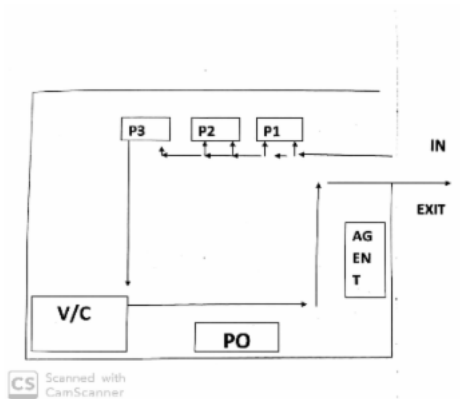 P3 P2 P1
IN
EXIT
AG
EN
T
V/C
PO
CS Scanned with
CamScanner